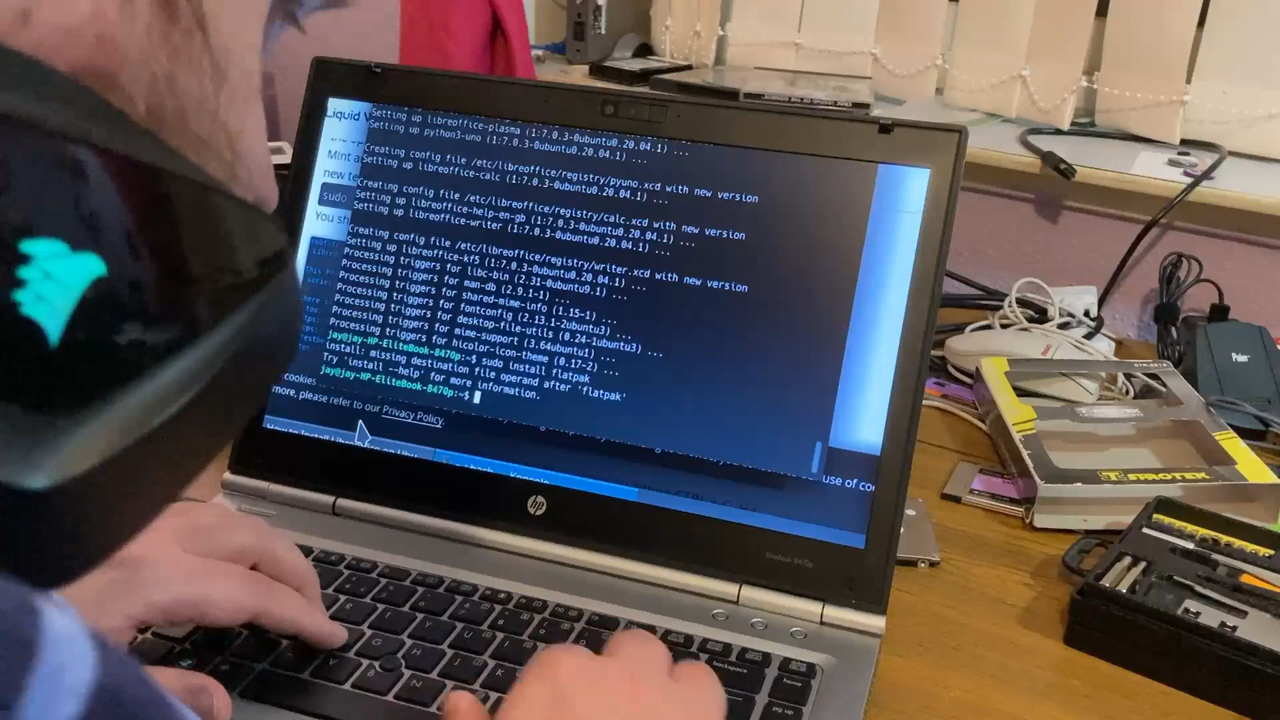 Liquid
Mint a
new te
sudo
You sh
Setting up libreoffice-plasma (1:7.0.3-0ubuntu0.20.04.1) ...
Setting up python3-uno (1:7.0.3-0ubuntu0.20.04.1) ...
Creating config file /etc/libreoffice/registry/pyuno.xcd with new version
Setting up libreoffice-calc (1:7.0.3-0ubuntu0.20.04.1) ...
Creating config file /etc/libreoffice/registry/calc.xcd with new version
Setting up libreoffice-help-en-gb (1:7.0.3-0ubuntu0.20.04.1) ...
Setting up libreoffice-writer (1:7.0.3-0ubuntu0.20.04.1) ...
Creating config file /etc/libreoffice/registry/writer.xcd with new version
Setting up libreoffice-kf5 (1:7.0.3-0ubuntu0.20.04.1) ...
Processing triggers for libc-bin (2.31-0ubuntu9.1) ...
Processing triggers for man-db (2.9.1-1) ...
Processing triggers for shared-mime-info (1.15-1) ...
Processing triggers for fontconfig (2.13.1-2ubuntu3) ...
Processing triggers for desktop-file-utils (0.24-1ubuntu3) ...
Processing triggers for mime-support (3.64ubuntu1) ...
Processing triggers for hicolor-icon-theme (0.17-2) ...
jay@jay-HP-EliteBook-8470p:~$ sudo install flatpak
install: missing destination file operand after 'flatpak'
Try 'install --help' for more information.
jay@jay-HP-EliteBook-8470p:~$
cookies
more, please refer to our Privacy Policy.
use of coo
Konsole
hp
EliteBook 8470p
backspace
home
pg up